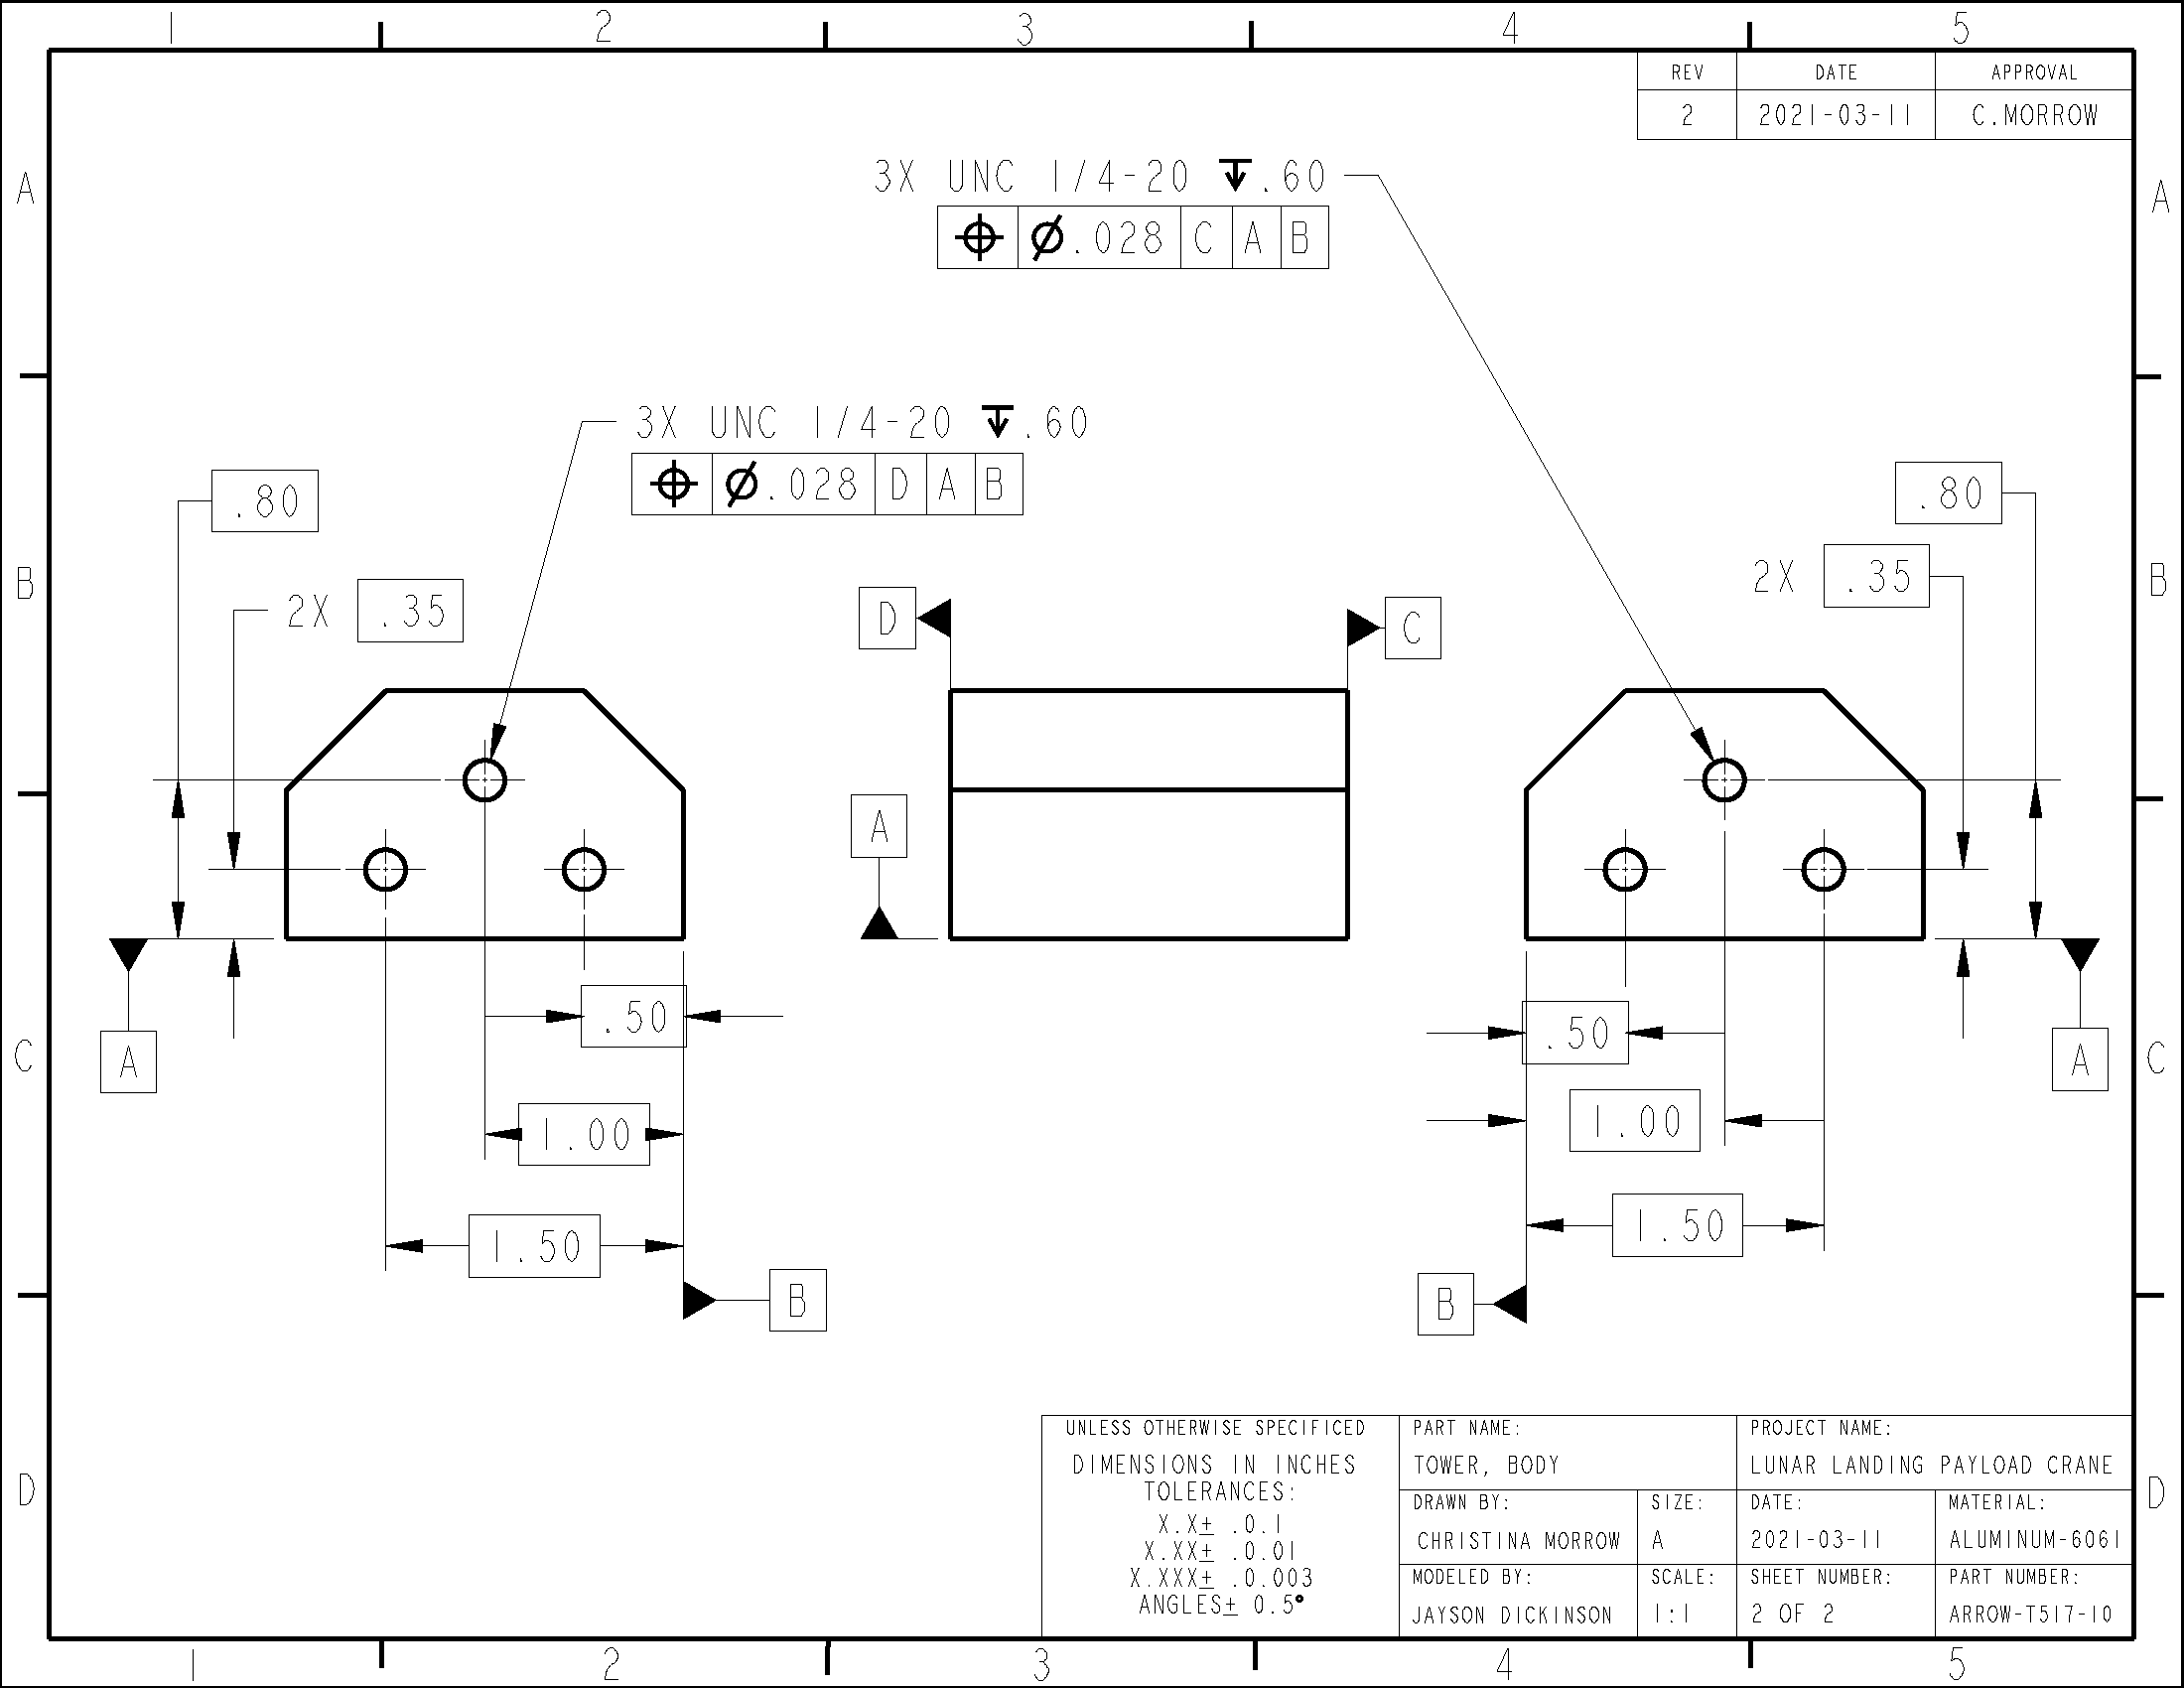 1 2 3 4 5
REV DATE APPROVAL
2 2021-03-11 C.MORROW
A A
3X UNC 1/4-20 ↧.60
⌖ ⌀.028 C A B
3X UNC 1/4-20 ↧.60
⌖ ⌀.028 D A B
.80
.80
B B
2X .35
2X .35
D C
A
C C
A A
.50
.50
1.00
1.00
1.50
1.50
B B
D D
UNLESS OTHERWISE SPECIFICED
DIMENSIONS IN INCHES
TOLERANCES:
X.X± .0.1
X.XX± .0.01
X.XXX± .0.003
ANGLES± 0.5°
PART NAME:
TOWER, BODY
PROJECT NAME:
LUNAR LANDING PAYLOAD CRANE
DRAWN BY:
CHRISTINA MORROW
SIZE:
A
DATE:
2021-03-11
MATERIAL:
ALUMINUM-6061
MODELED BY:
JAYSON DICKINSON
SCALE:
1:1
SHEET NUMBER:
2 OF 2
PART NUMBER:
ARROW-T517-10
1 2 3 4 5